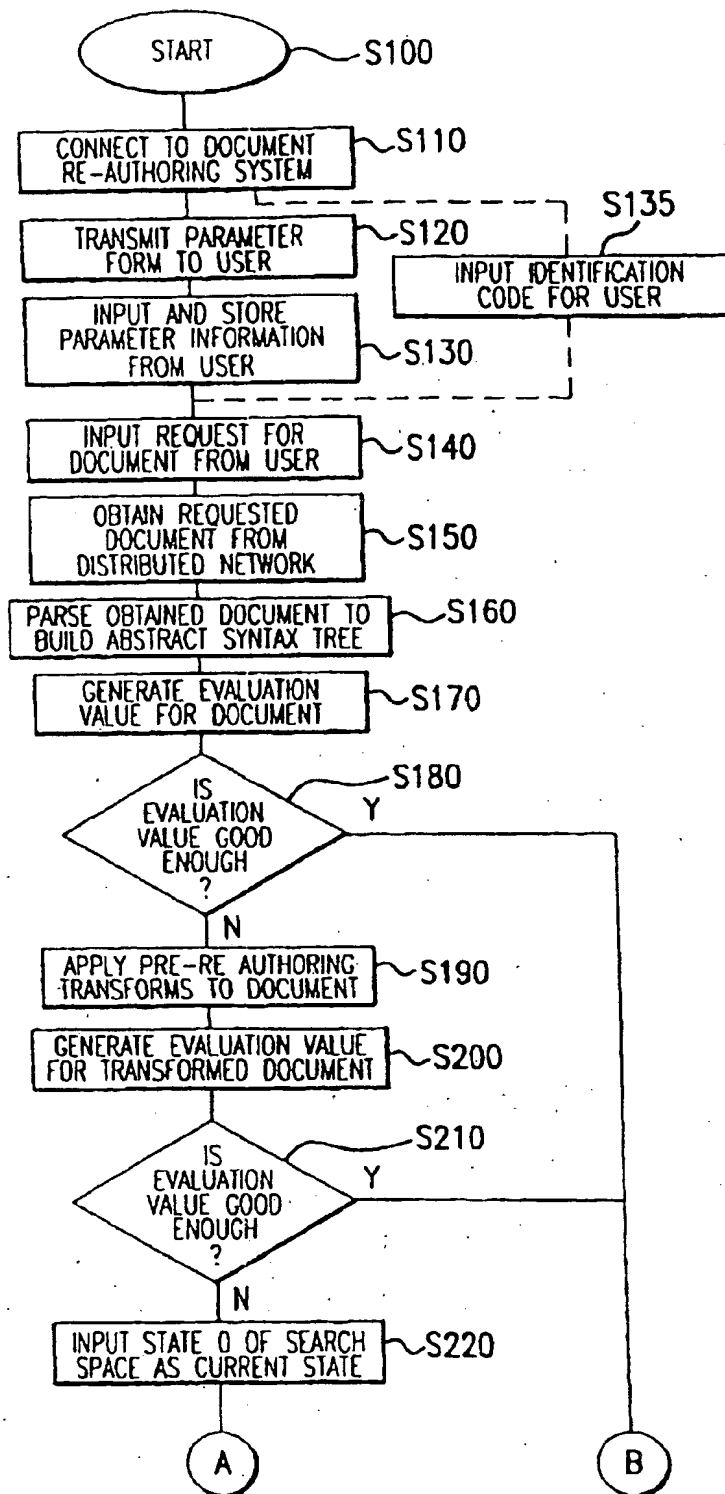 START
S100
CONNECT TO DOCUMENT
RE-AUTHORING SYSTEM
S110
TRANSMIT PARAMETER
FORM TO USER
S120
S135
INPUT IDENTIFICATION
CODE FOR USER
INPUT AND STORE
PARAMETER INFORMATION
FROM USER
S130
INPUT REQUEST FOR
DOCUMENT FROM USER
S140
OBTAIN REQUESTED
DOCUMENT FROM
DISTRIBUTED NETWORK
S150
PARSE OBTAINED DOCUMENT TO
BUILD ABSTRACT SYNTAX TREE
S160
GENERATE EVALUATION
VALUE FOR DOCUMENT
S170
IS
EVALUATION
VALUE GOOD
ENOUGH
?
S180
Y
N
APPLY PRE-RE AUTHORING
TRANSFORMS TO DOCUMENT
S190
GENERATE EVALUATION VALUE
FOR TRANSFORMED DOCUMENT
S200
IS
EVALUATION
VALUE GOOD
ENOUGH
?
S210
Y
N
INPUT STATE 0 OF SEARCH
SPACE AS CURRENT STATE
S220
A
B